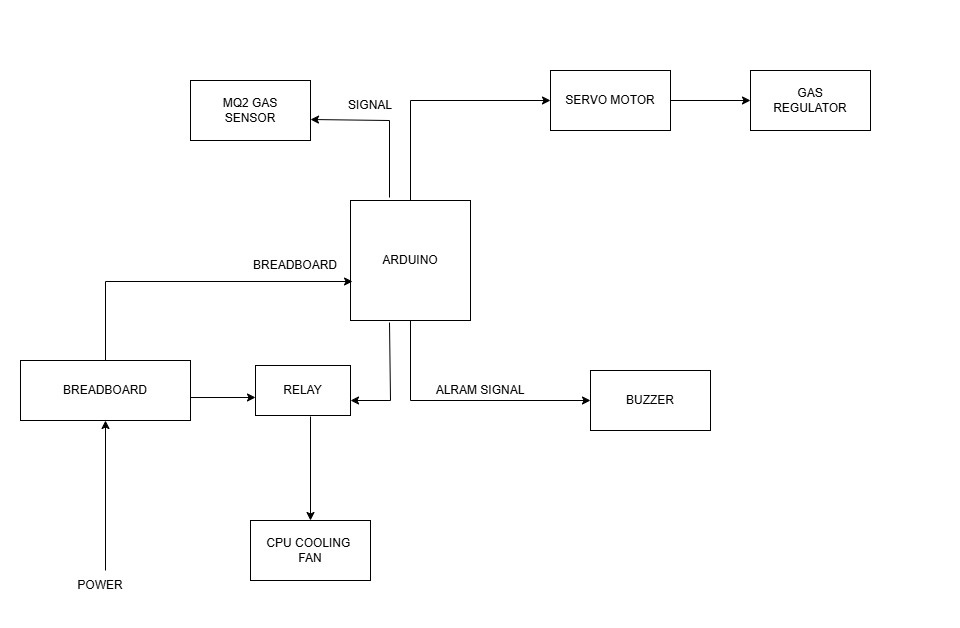 MQ2 GAS
SENSOR
SIGNAL
SERVO MOTOR
GAS
REGULATOR
ARDUINO
BREADBOARD
BREADBOARD
RELAY
ALRAM SIGNAL
BUZZER
CPU COOLING
FAN
POWER